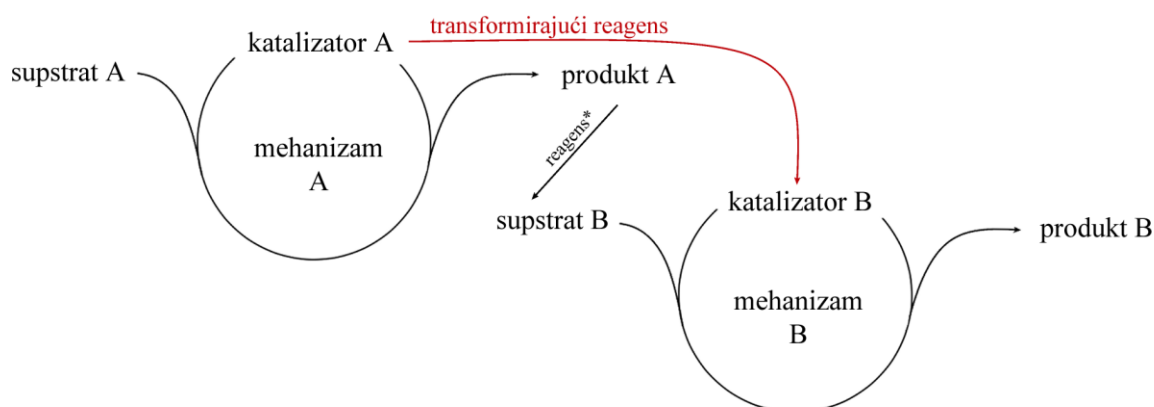 transformirajući reagens
katalizator A
supstrat A
produkt A
mehanizam
A
reagens*
supstrat B
katalizator B
produkt B
mehanizam
B